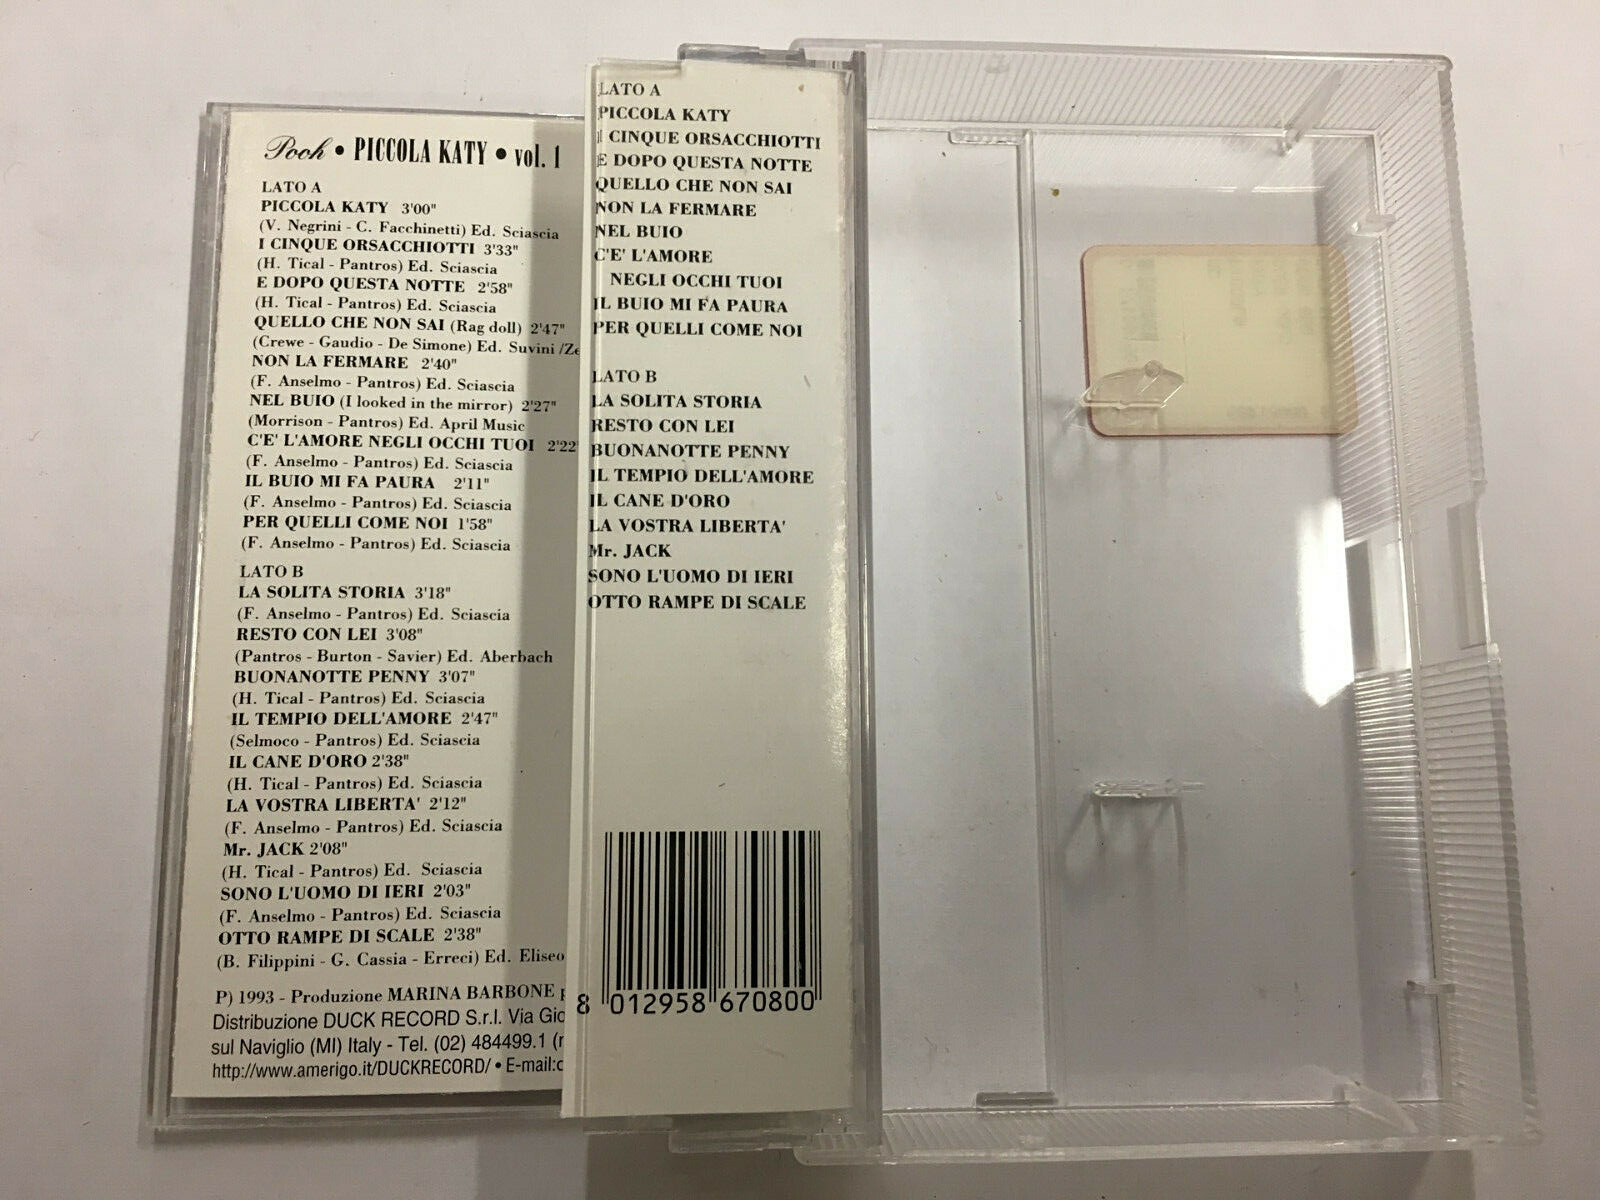 Pooh • PICCOLA KATY • vol. 1
LATO A
PICCOLA KATY 3'00"
(V. Negrini - C. Facchinetti) Ed. Sciascia
I CINQUE ORSACCHIOTTI 3'33"
(H. Tical - Pantros) Ed. Sciascia
E DOPO QUESTA NOTTE 2'58"
(H. Tical - Pantros) Ed. Sciascia
QUELLO CHE NON SAI (Rag doll) 2'47"
(Crewe - Gaudio - De Simone) Ed. Suvini /Ze
NON LA FERMARE 2'40"
(F. Anselmo - Pantros) Ed. Sciascia
NEL BUIO (I looked in the mirror) 2'27"
(Morrison - Pantros) Ed. April Music
C'E' L'AMORE NEGLI OCCHI TUOI 2'22
(F. Anselmo - Pantros) Ed. Sciascia
IL BUIO MI FA PAURA 2'11"
(F. Anselmo - Pantros) Ed. Sciascia
PER QUELLI COME NOI 1'58"
(F. Anselmo - Pantros) Ed. Sciascia
LATO B
LA SOLITA STORIA 3'18"
(F. Anselmo - Pantros) Ed. Sciascia
RESTO CON LEI 3'08"
(Pantros - Burton - Savier) Ed. Aberbach
BUONANOTTE PENNY 3'07"
(H. Tical - Pantros) Ed. Sciascia
IL TEMPIO DELL'AMORE 2'47"
(Selmoco - Pantros) Ed. Sciascia
IL CANE D'ORO 2'38"
(H. Tical - Pantros) Ed. Sciascia
LA VOSTRA LIBERTA' 2'12"
(F. Anselmo - Pantros) Ed. Sciascia
Mr. JACK 2'08"
(H. Tical - Pantros) Ed. Sciascia
SONO L'UOMO DI IERI 2'03"
(F. Anselmo - Pantros) Ed. Sciascia
OTTO RAMPE DI SCALE 2'38"
(B. Filippini - G. Cassia - Erreci) Ed. Eliseo
P) 1993 - Produzione MARINA BARBONE
Distribuzione DUCK RECORD S.r.l. Via Gio
sul Naviglio (MI) Italy - Tel. (02) 484499.1
http://www.amerigo.it/DUCKRECORD/ • E-mail:
LATO A
PICCOLA KATY
I CINQUE ORSACCHIOTTI
E DOPO QUESTA NOTTE
QUELLO CHE NON SAI
NON LA FERMARE
NEL BUIO
C'E' L'AMORE
NEGLI OCCHI TUOI
IL BUIO MI FA PAURA
PER QUELLI COME NOI
LATO B
LA SOLITA STORIA
RESTO CON LEI
BUONANOTTE PENNY
IL TEMPIO DELL'AMORE
IL CANE D'ORO
LA VOSTRA LIBERTA'
Mr. JACK
SONO L'UOMO DI IERI
OTTO RAMPE DI SCALE
8 012958 670800